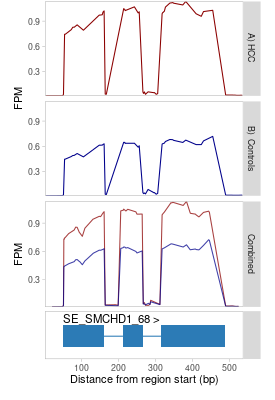 0.9
0.6
0.3
A) HCC
FPM
0.9
0.6
0.3
B) Controls
0.9
0.6
0.3
Combined
FPM
SE_SMCHD1_68 >
0
100
200
300
400
500
Distance from region start (bp)